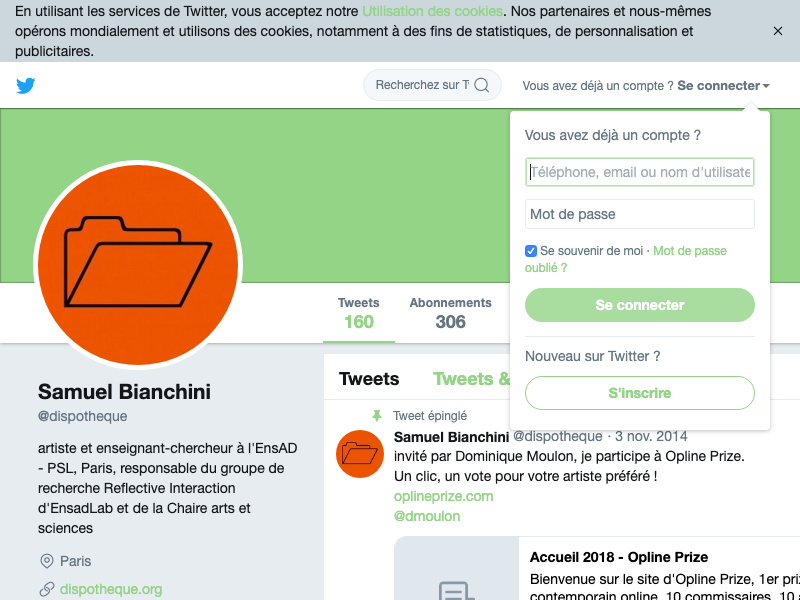 En utilisant les services de Twitter, vous acceptez notre Utilisation des cookies. Nos partenaires et nous-mêmes
opérons mondialement et utilisons des cookies, notamment à des fins de statistiques, de personnalisation et
publicitaires.
Recherchez sur
Vous avez déjà un compte ? Se connecter
Vous avez déjà un compte ?
Téléphone, email ou nom d'utilisate
Mot de passe
Se souvenir de moi · Mot de passe
oublié ?
Se connecter
Nouveau sur Twitter ?
S'inscrire
Tweets
160
Abonnements
306
Samuel Bianchini
@dispotheque
artiste et enseignant-chercheur à l'EnsAD
- PSL, Paris, responsable du groupe de
recherche Reflective Interaction
d'EnsadLab et de la Chaire arts et
sciences
Paris
dispotheque.org
Tweets
Tweets &
Tweet épinglé
Samuel Bianchini @dispotheque · 3 nov. 2014
invité par Dominique Moulon, je participe à Opline Prize.
Un clic, un vote pour votre artiste préféré !
oplineprize.com
@dmoulon
Accueil 2018 - Opline Prize
Bienvenue sur le site d'Opline Prize, 1er pri
contemporain online. 10 commissaires, 10